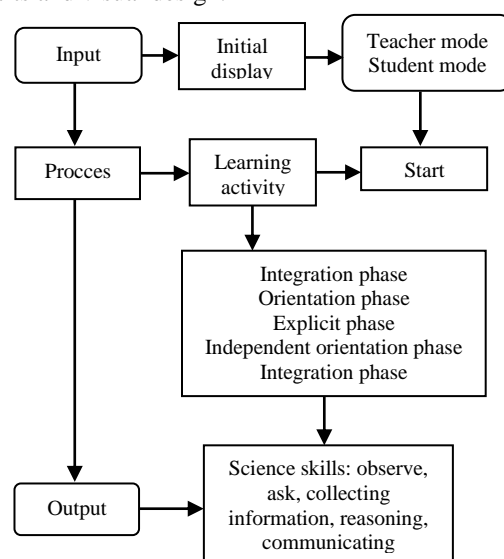 Input
Initial
display
Teacher mode
Student mode
Procces
Learning
activity
Start
Integration phase
Orientation phase
Explicit phase
Independent orientation phase
Integration phase
Output
Science skills: observe,
ask, collecting
information, reasoning,
communicating